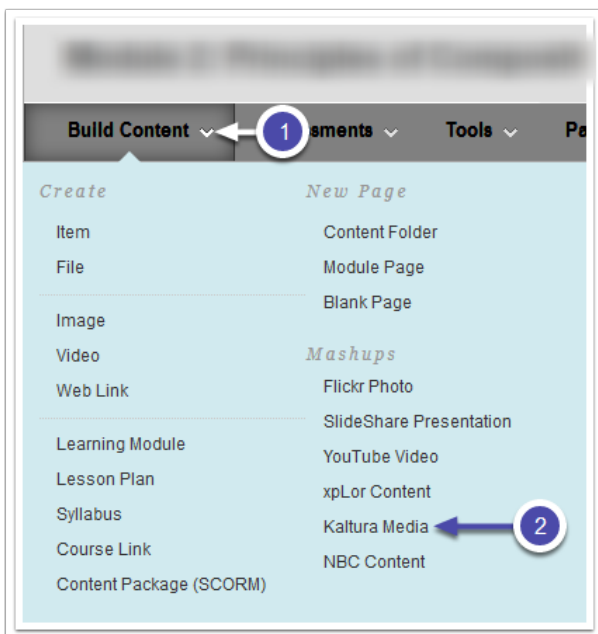 Build Content
1
sments
Tools
Pa
Create
Item
File
Image
Video
Web Link
Learning Module
Lesson Plan
Syllabus
Course Link
Content Package (SCORM)
New Page
Content Folder
Module Page
Blank Page
Mashups
Flickr Photo
SlideShare Presentation
YouTube Video
xpLor Content
Kaltura Media
2
NBC Content